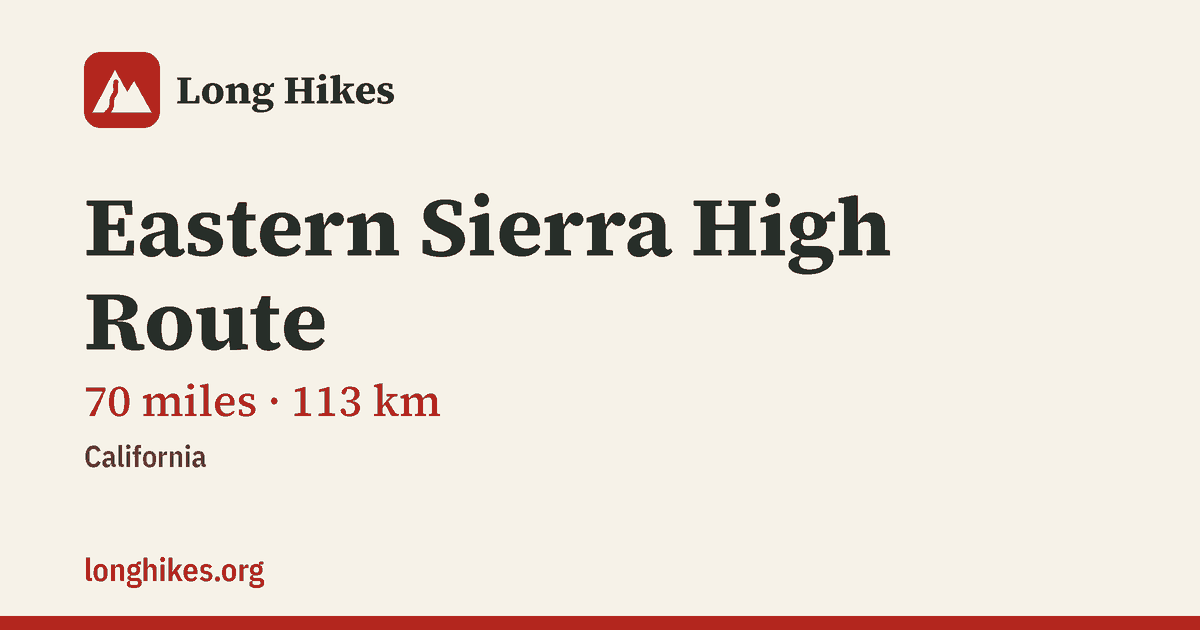 Long Hikes
Eastern Sierra High
Route
70 miles · 113 km
California
longhikes.org